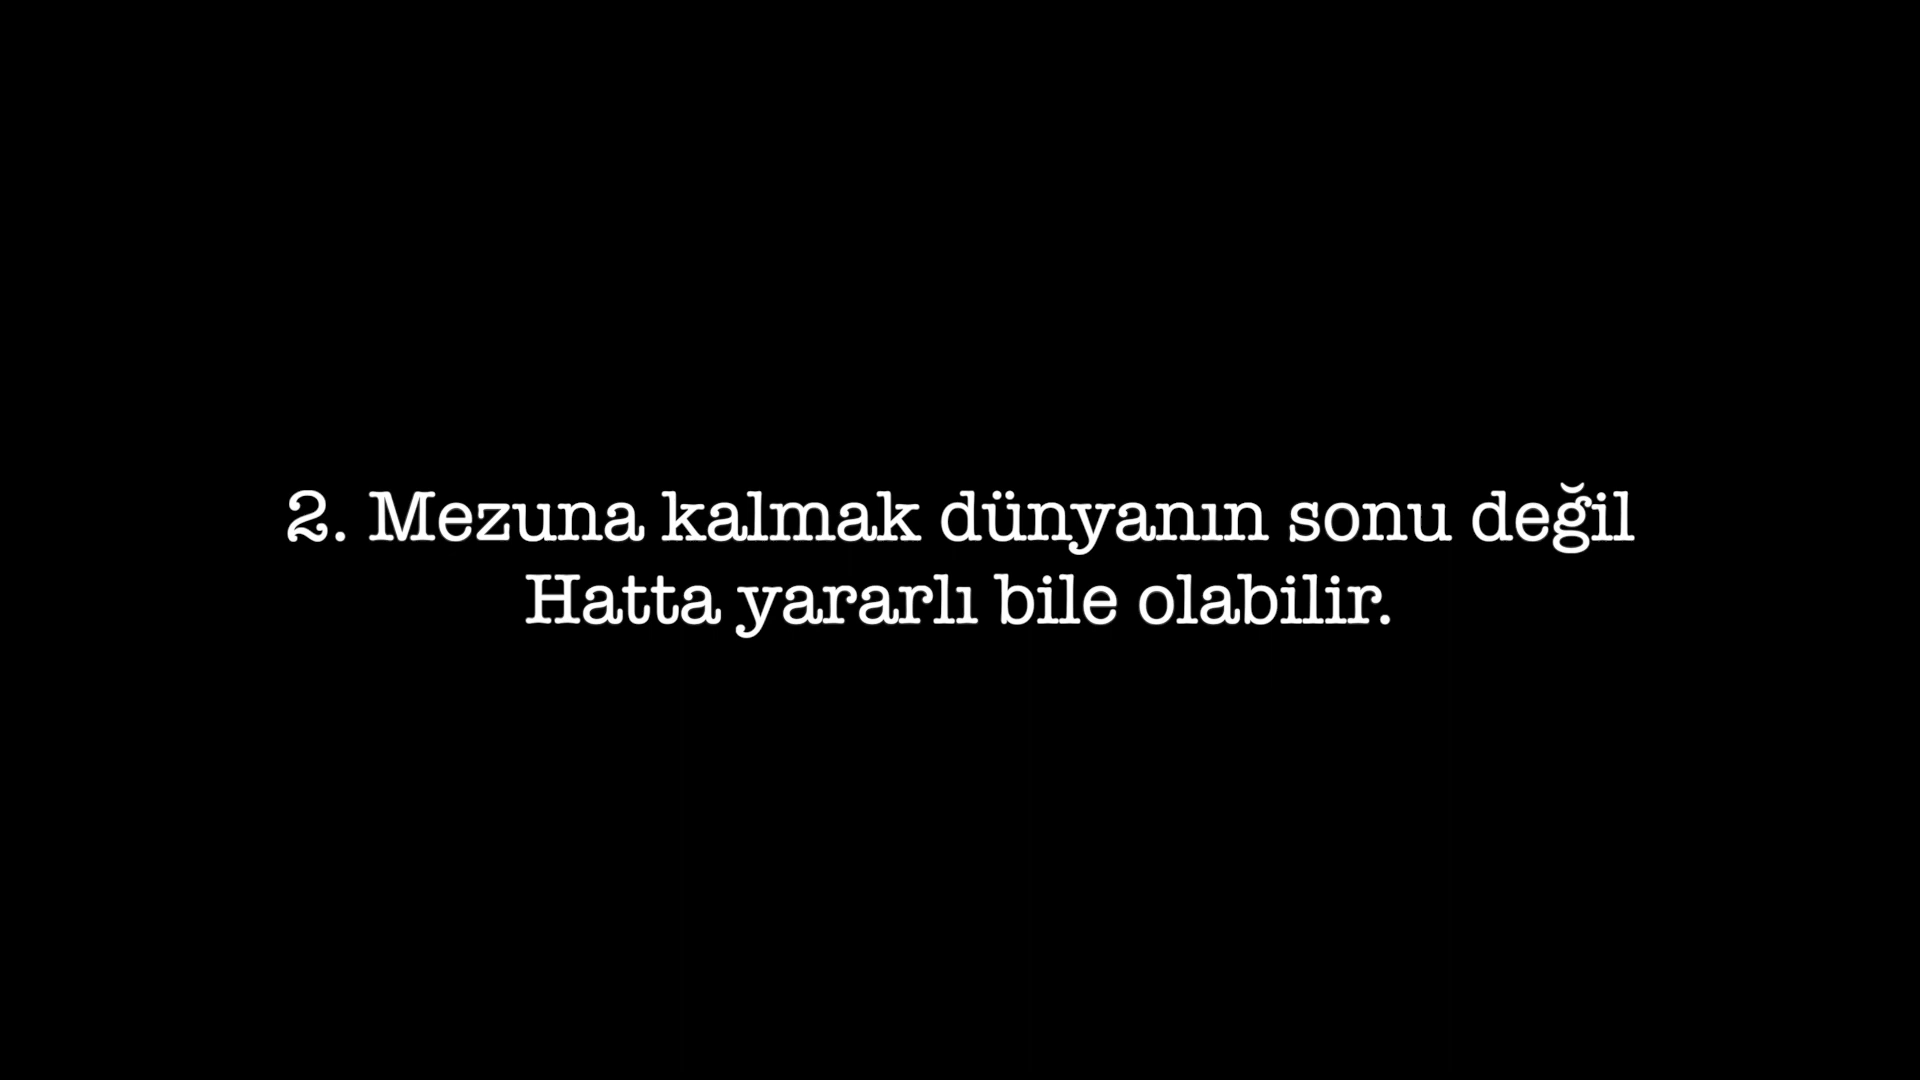 2. Mezuna kalmak dünyanın sonu değil
Hatta yararlı bile olabilir.